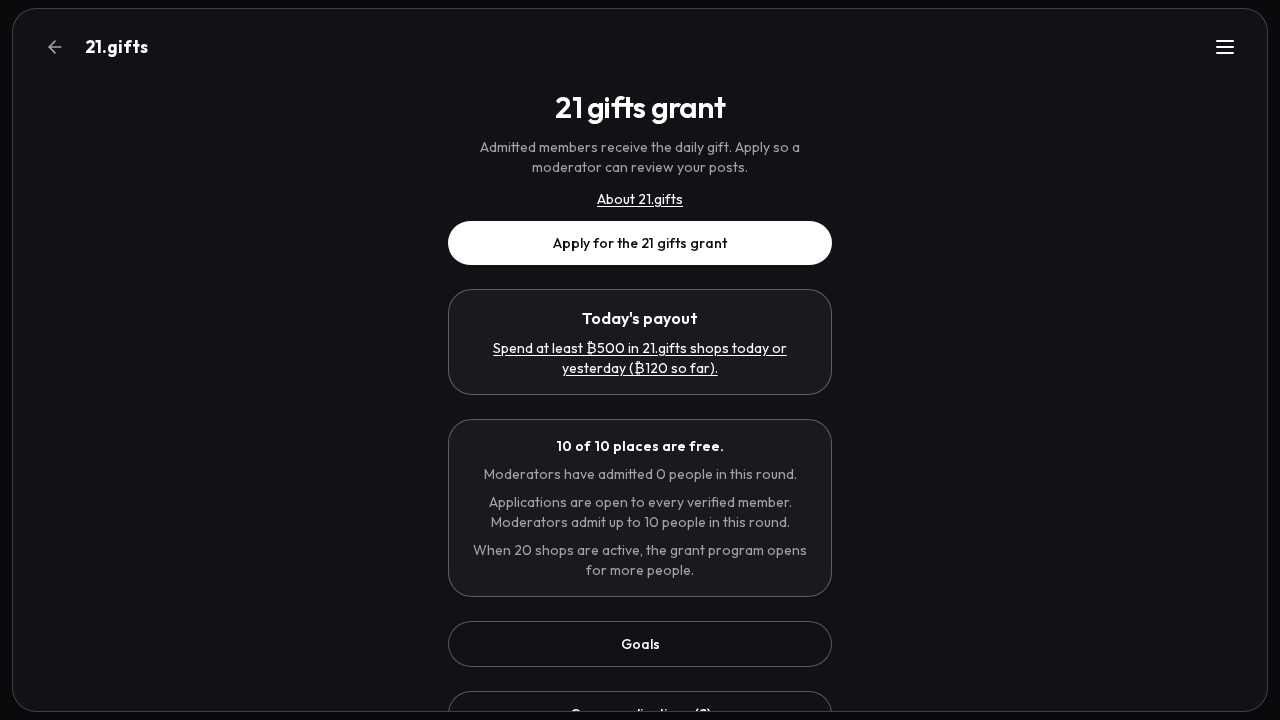 21.gifts
21 gifts grant
Admitted members receive the daily gift. Apply so a
moderator can review your posts.
About 21.gifts
Apply for the 21 gifts grant
Today's payout
Spend at least ₿500 in 21.gifts shops today or
yesterday (₿120 so far).
10 of 10 places are free.
Moderators have admitted 0 people in this round.
Applications are open to every verified member.
Moderators admit up to 10 people in this round.
When 20 shops are active, the grant program opens
for more people.
Goals